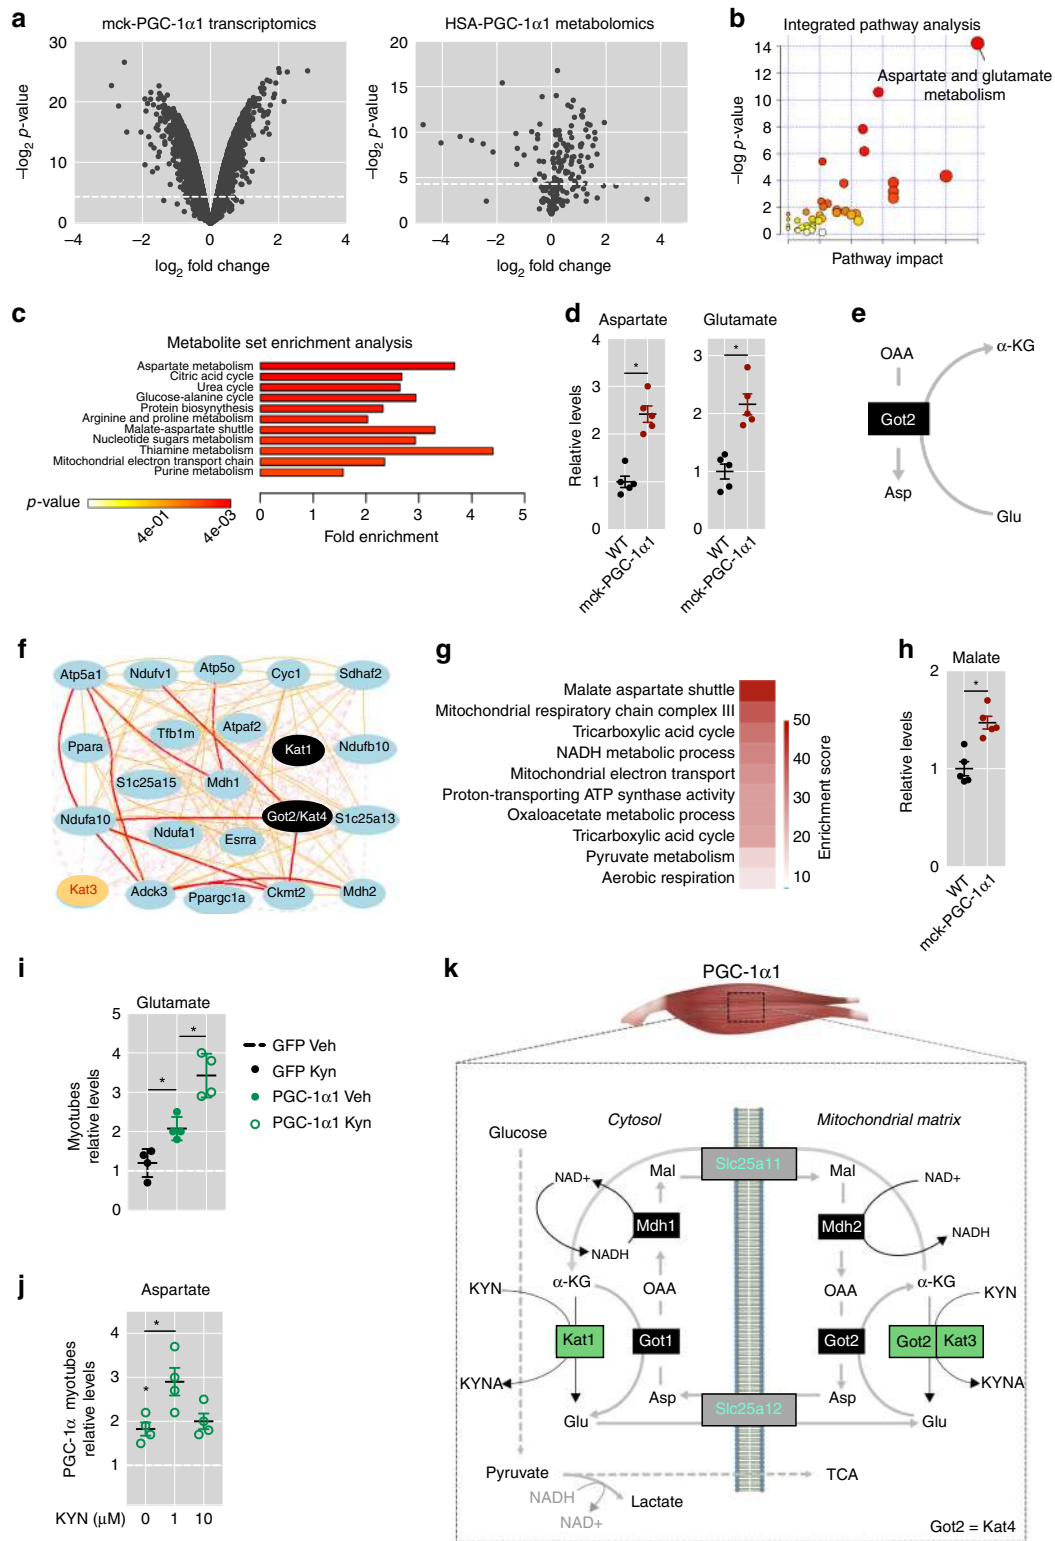 a
mck-PGC-1α1 transcriptomics
30
20
10
0
–log2 p-value
–4 –2 0 2 4
log2 fold change
HSA-PGC-1α1 metabolomics
20
15
10
5
0
–log2 p-value
–4 –2 0 2 4
log2 fold change
b
Integrated pathway analysis
14
12
10
8
6
4
2
0
–log p-value
Aspartate and glutamate
metabolism
Pathway impact
c
Metabolite set enrichment analysis
Aspartate metabolism
Citric acid cycle
Urea cycle
Glucose-alanine cycle
Protein biosynythesis
Arginine and proline metabolism
Malate-aspartate shuttle
Nucleotide sugars metabolism
Thiamine metabolism
Mitochondrial electron transport chain
Purine metabolism
p-value
4e-01
4e-03
0 1 2 3 4 5
Fold enrichment
d
Aspartate
4
3
2
1
0
Relative levels
*
WT
mck-PGC-1α1
Glutamate
3
2
1
0
*
WT
mck-PGC-1α1
e
OAA
α-KG
Got2
Asp
Glu
f
Atp5a1
Ndufv1
Atp5o
Cyc1
Sdhaf2
Ppara
Tfb1m
Atpaf2
Kat1
Ndufb10
S1c25a15
Mdh1
Ndufa10
Ndufa1
Esrra
Got2/Kat4
S1c25a13
Kat3
Adck3
Ppargc1a
Ckmt2
Mdh2
g
Malate aspartate shuttle
Mitochondrial respiratory chain complex III
Tricarboxylic acid cycle
NADH metabolic process
Mitochondrial electron transport
Proton-transporting ATP synthase activity
Oxaloacetate metabolic process
Tricarboxylic acid cycle
Pyruvate metabolism
Aerobic respiration
50
40
30
20
10
Enrichment score
h
Malate
2
1
0
Relative levels
*
WT
mck-PGC-1α1
i
Glutamate
5
4
3
2
1
0
Myotubes
relative levels
*
*
GFP Veh
GFP Kyn
PGC-1α1 Veh
PGC-1α1 Kyn
j
Aspartate
4
3
2
1
PGC-1α myotubes
relative levels
*
*
KYN (μM) 0 1 10
k
PGC-1α1
Cytosol
Mitochondrial matrix
Glucose
Mal
Slc25a11
Mal
NAD+
NAD+
Mdh1
Mdh2
NADH
NADH
α-KG
OAA
OAA
α-KG
KYN
KYN
Kat1
Got1
Got2
Got2
Kat3
KYNA
KYNA
Asp
Asp
Slc25a12
Glu
Glu
Pyruvate
TCA
NADH
Lactate
NAD+
Got2 = Kat4